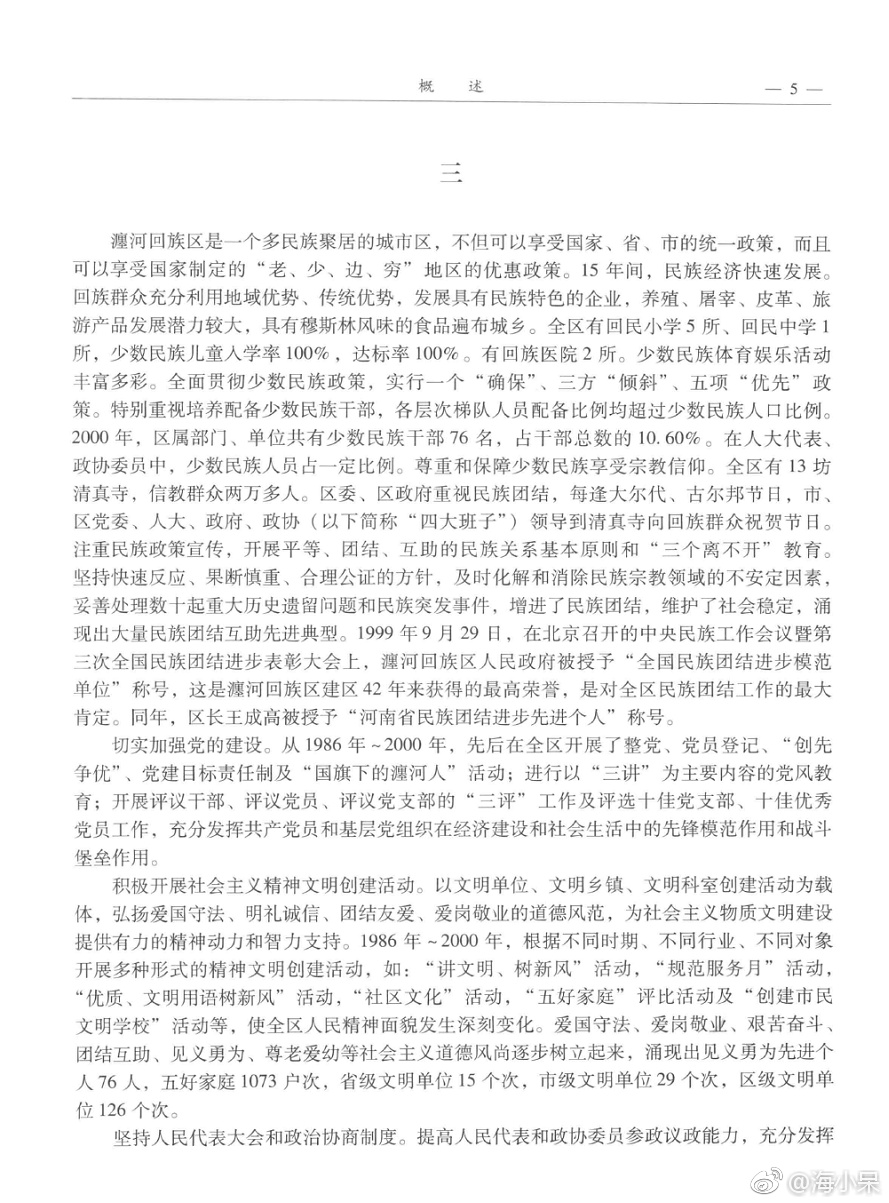 概　述
— 5 —
三
瀍河回族区是一个多民族聚居的城市区，不但可以享受国家、省、市的统一政策，而且
可以享受国家制定的“老、少、边、穷”地区的优惠政策。15 年间，民族经济快速发展。
回族群众充分利用地域优势、传统优势，发展具有民族特色的企业，养殖、屠宰、皮革、旅
游产品发展潜力较大，具有穆斯林风味的食品遍布城乡。全区有回民小学 5 所、回民中学 1
所，少数民族儿童入学率 100%，达标率 100%。有回族医院 2 所。少数民族体育娱乐活动
丰富多彩。全面贯彻少数民族政策，实行一个“确保”、三方“倾斜”、五项“优先”政
策。特别重视培养配备少数民族干部，各层次梯队人员配备比例均超过少数民族人口比例。
2000 年，区属部门、单位共有少数民族干部 76 名，占干部总数的 10.60%。在人大代表、
政协委员中，少数民族人员占一定比例。尊重和保障少数民族享受宗教信仰。全区有 13 坊
清真寺，信教群众两万多人。区委、区政府重视民族团结，每逢大尔代、古尔邦节日，市、
区党委、人大、政府、政协（以下简称“四大班子”）领导到清真寺向回族群众祝贺节日。
注重民族政策宣传，开展平等、团结、互助的民族关系基本原则和“三个离不开”教育。
坚持快速反应、果断慎重、合理公证的方针，及时化解和消除民族宗教领域的不安定因素，
妥善处理数十起重大历史遗留问题和民族突发事件，增进了民族团结，维护了社会稳定，涌
现出大量民族团结互助先进典型。1999 年 9 月 29 日，在北京召开的中央民族工作会议暨第
三次全国民族团结进步表彰大会上，瀍河回族区人民政府被授予“全国民族团结进步模范
单位”称号，这是瀍河回族区建区 42 年来获得的最高荣誉，是对全区民族团结工作的最大
肯定。同年，区长王成高被授予“河南省民族团结进步先进个人”称号。
切实加强党的建设。从 1986 年～2000 年，先后在全区开展了整党、党员登记、“创先
争优”、党建目标责任制及“国旗下的瀍河人”活动；进行以“三讲”为主要内容的党风教
育；开展评议干部、评议党员、评议党支部的“三评”工作及评选十佳党支部、十佳优秀
党员工作，充分发挥共产党员和基层党组织在经济建设和社会生活中的先锋模范作用和战斗
堡垒作用。
积极开展社会主义精神文明创建活动。以文明单位、文明乡镇、文明科室创建活动为载
体，弘扬爱国守法、明礼诚信、团结友爱、爱岗敬业的道德风范，为社会主义物质文明建设
提供有力的精神动力和智力支持。1986 年～2000 年，根据不同时期、不同行业、不同对象
开展多种形式的精神文明创建活动，如：“讲文明、树新风”活动，“规范服务月”活动，
“优质、文明用语树新风”活动，“社区文化”活动，“五好家庭”评比活动及“创建市民
文明学校”活动等，使全区人民精神面貌发生深刻变化。爱国守法、爱岗敬业、艰苦奋斗、
团结互助、见义勇为、尊老爱幼等社会主义道德风尚逐步树立起来，涌现出见义勇为先进个
人 76 人，五好家庭 1073 户次，省级文明单位 15 个次，市级文明单位 29 个次，区级文明单
位 126 个次。
坚持人民代表大会和政治协商制度。提高人民代表和政协委员参政议政能力，充分发挥
@海小呆